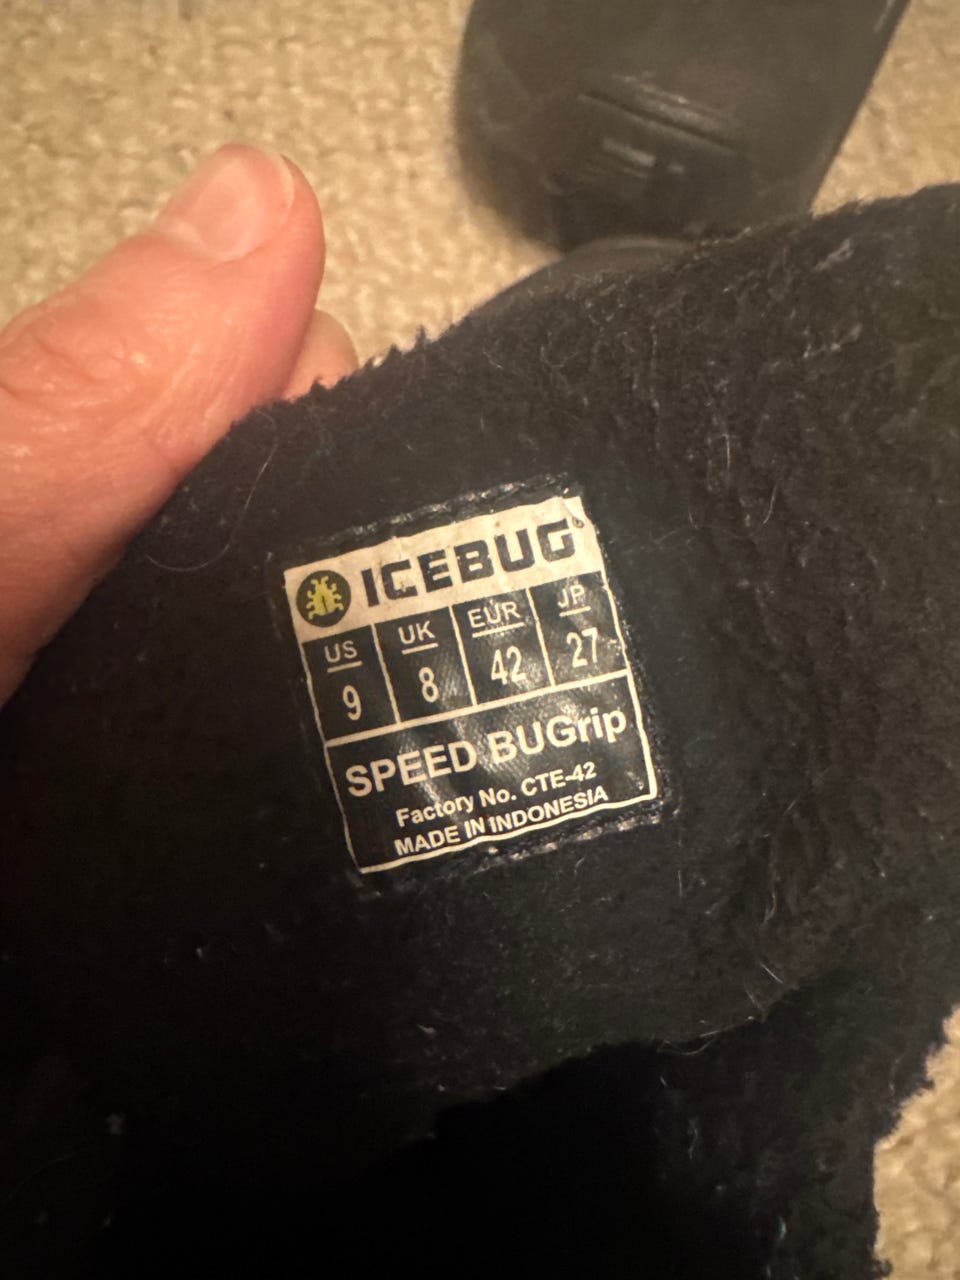 ICEBUG
US UK EUR JP
9 8 42 27
SPEED BUGrip
Factory No. CTE-42
MADE IN INDONESIA